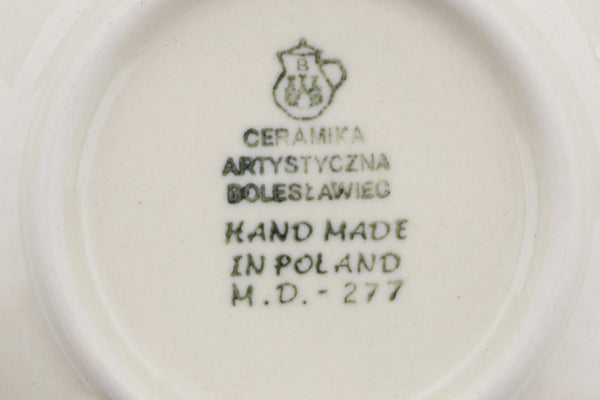 B
CERAMIKA
ARTYSTYCZNA
BOLESŁAWIEC
HAND MADE
IN POLAND
M.D. - 277